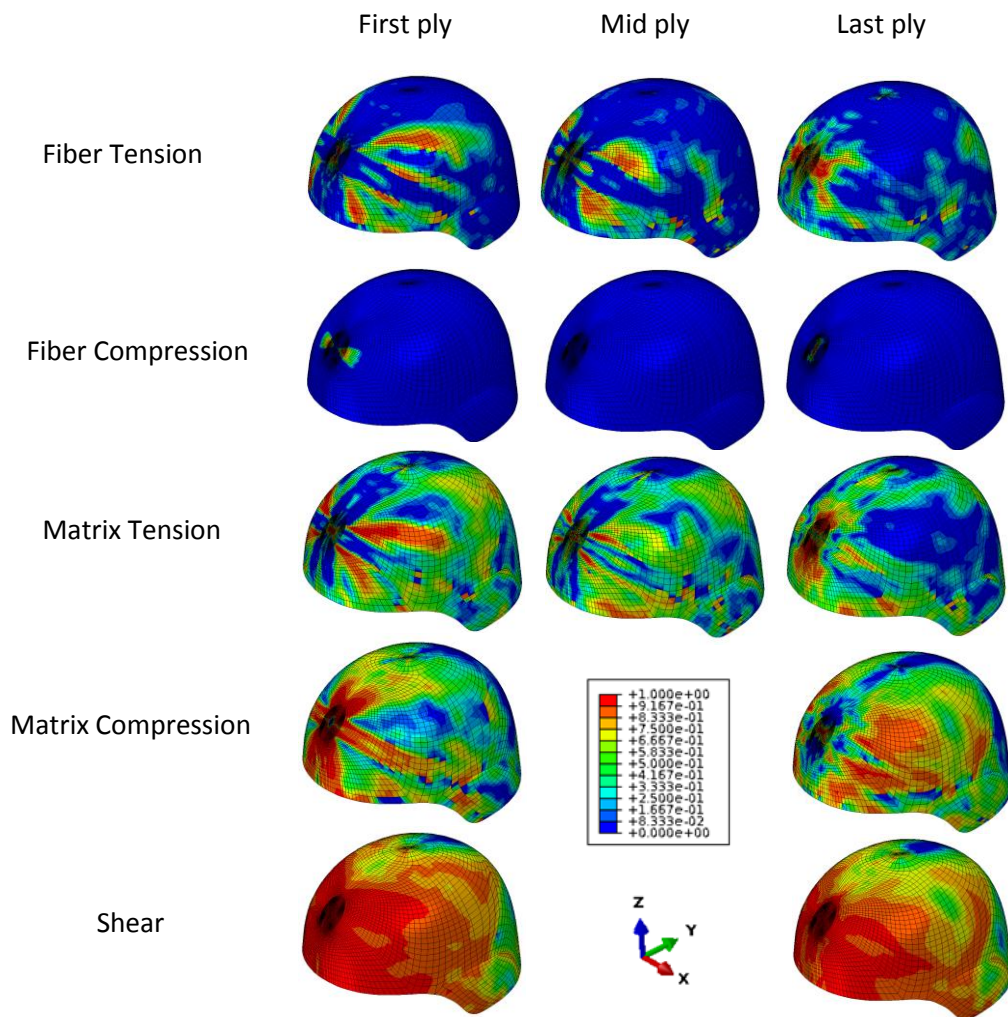 First ply Mid ply Last ply
Fiber Tension
Fiber Compression
Matrix Tension
Matrix Compression
+1.000e+00
+9.167e-01
+8.333e-01
+7.500e-01
+6.667e-01
+5.833e-01
+5.000e-01
+4.167e-01
+3.333e-01
+2.500e-01
+1.667e-01
+8.333e-02
+0.000e+00
Shear
Z
Y
X